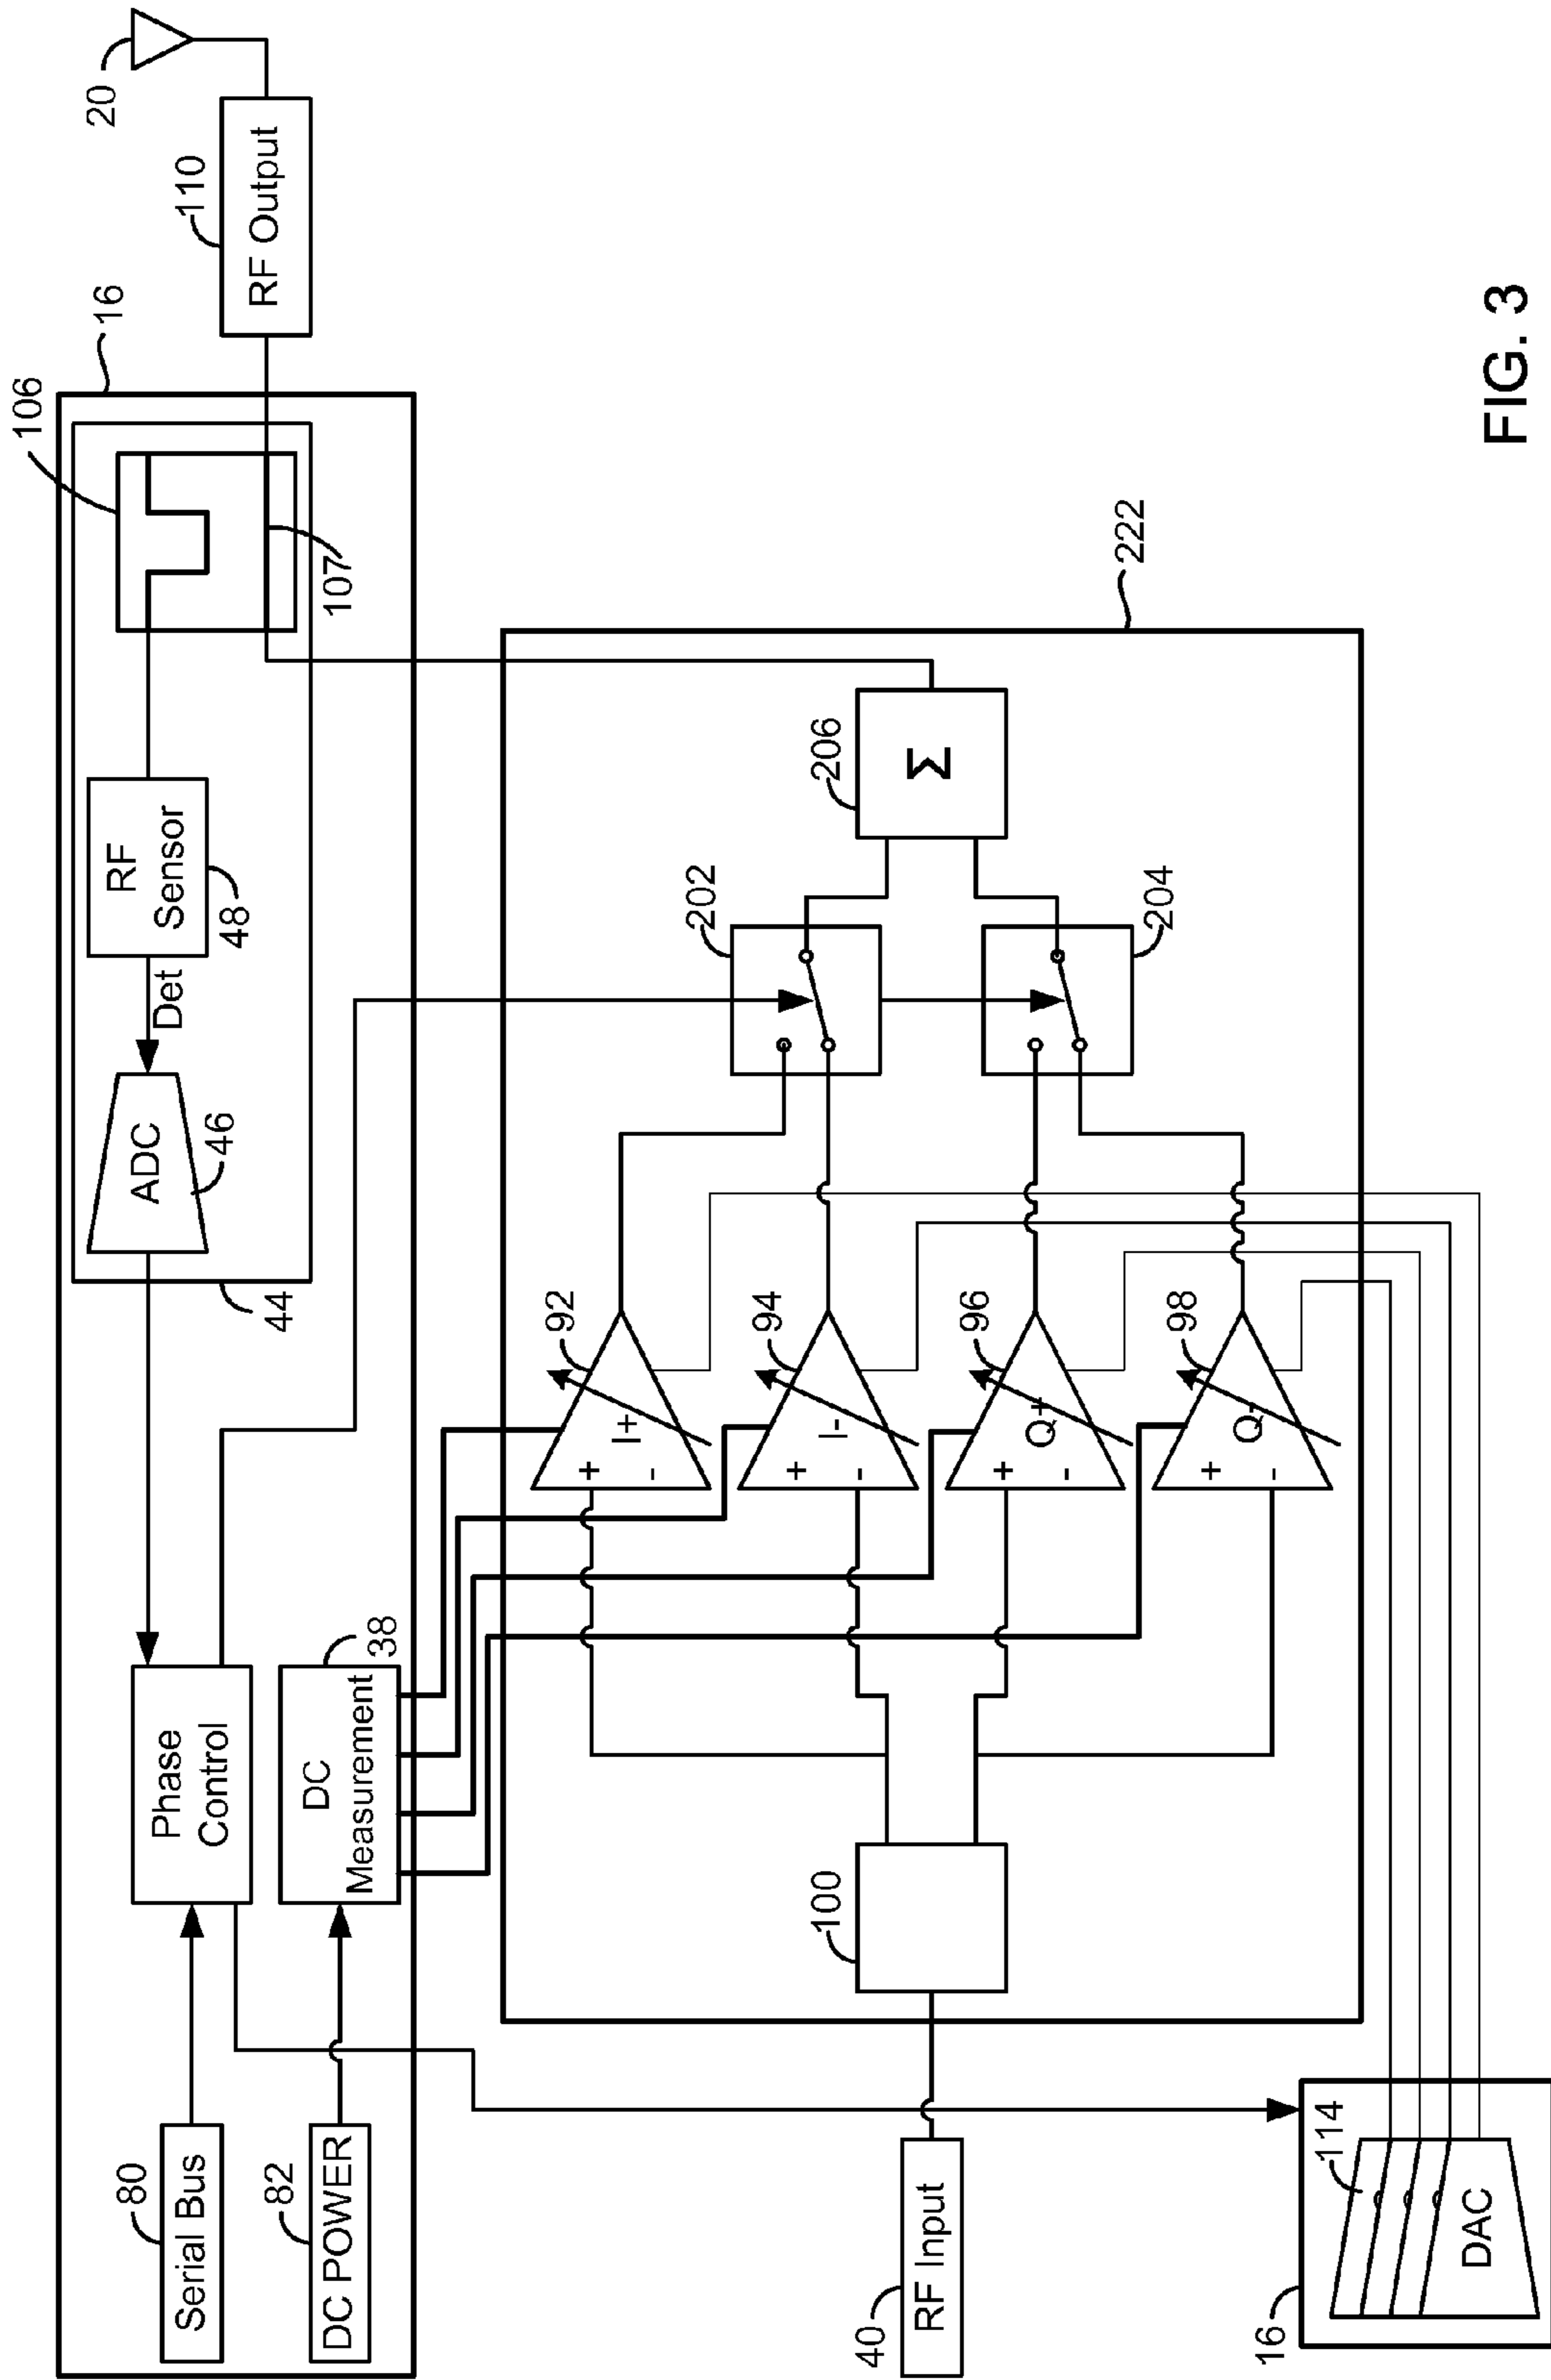 20
110
RF Output
16
106
107
RF
Sensor
48
Det
ADC
46
44
Phase
Control
DC
Measurement
38
80
Serial Bus
82
DC POWER
222
206
Σ
202
204
92
I+
+
-
94
I-
+
-
96
Q+
+
-
98
Q-
+
-
100
40
RF Input
16
114
DAC
FIG. 3